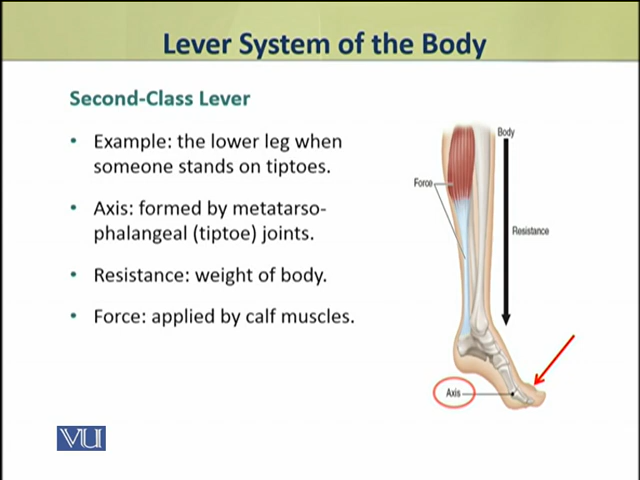 Lever System of the Body
Second-Class Lever
• Example: the lower leg when
someone stands on tiptoes.
• Axis: formed by metatarso-
phalangeal (tiptoe) joints.
• Resistance: weight of body.
• Force: applied by calf muscles.
Body
Force
Resistance
Axis
VU